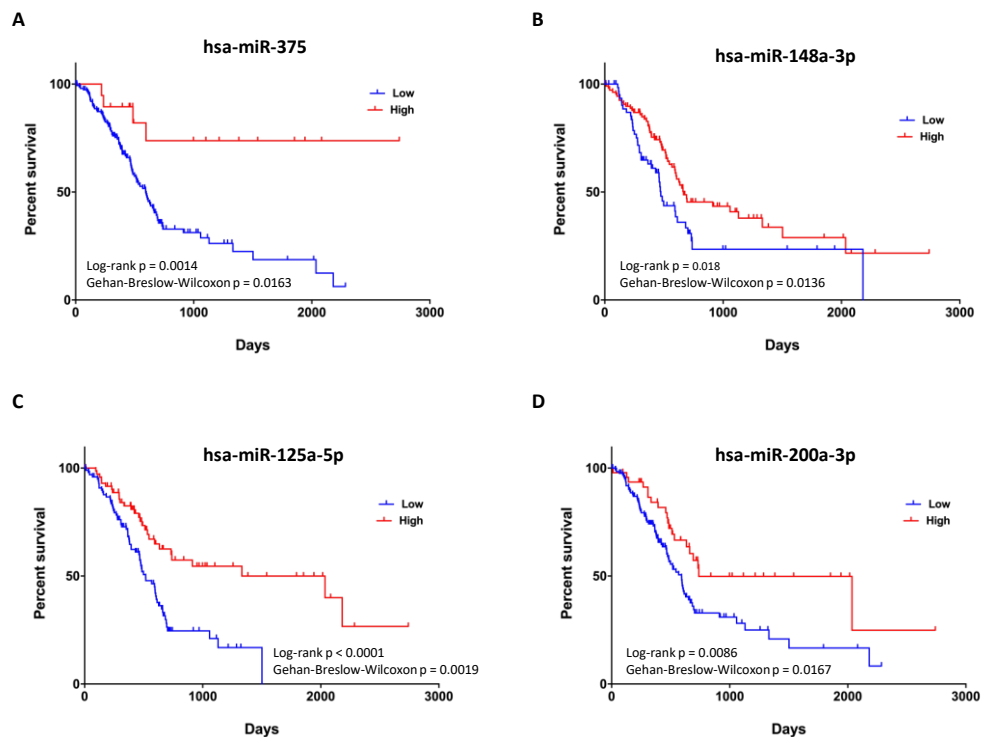 A
hsa-miR-375
Percent survival
100
50
0
Low
High
Log-rank p = 0.0014
Gehan-Breslow-Wilcoxon p = 0.0163
0 1000 2000 3000
Days
B
hsa-miR-148a-3p
Percent survival
100
50
0
Low
High
Log-rank p = 0.018
Gehan-Breslow-Wilcoxon p = 0.0136
0 1000 2000 3000
Days
C
hsa-miR-125a-5p
Percent survival
100
50
0
Low
High
Log-rank p < 0.0001
Gehan-Breslow-Wilcoxon p = 0.0019
0 1000 2000 3000
Days
D
hsa-miR-200a-3p
Percent survival
100
50
0
Low
High
Log-rank p = 0.0086
Gehan-Breslow-Wilcoxon p = 0.0167
0 1000 2000 3000
Days